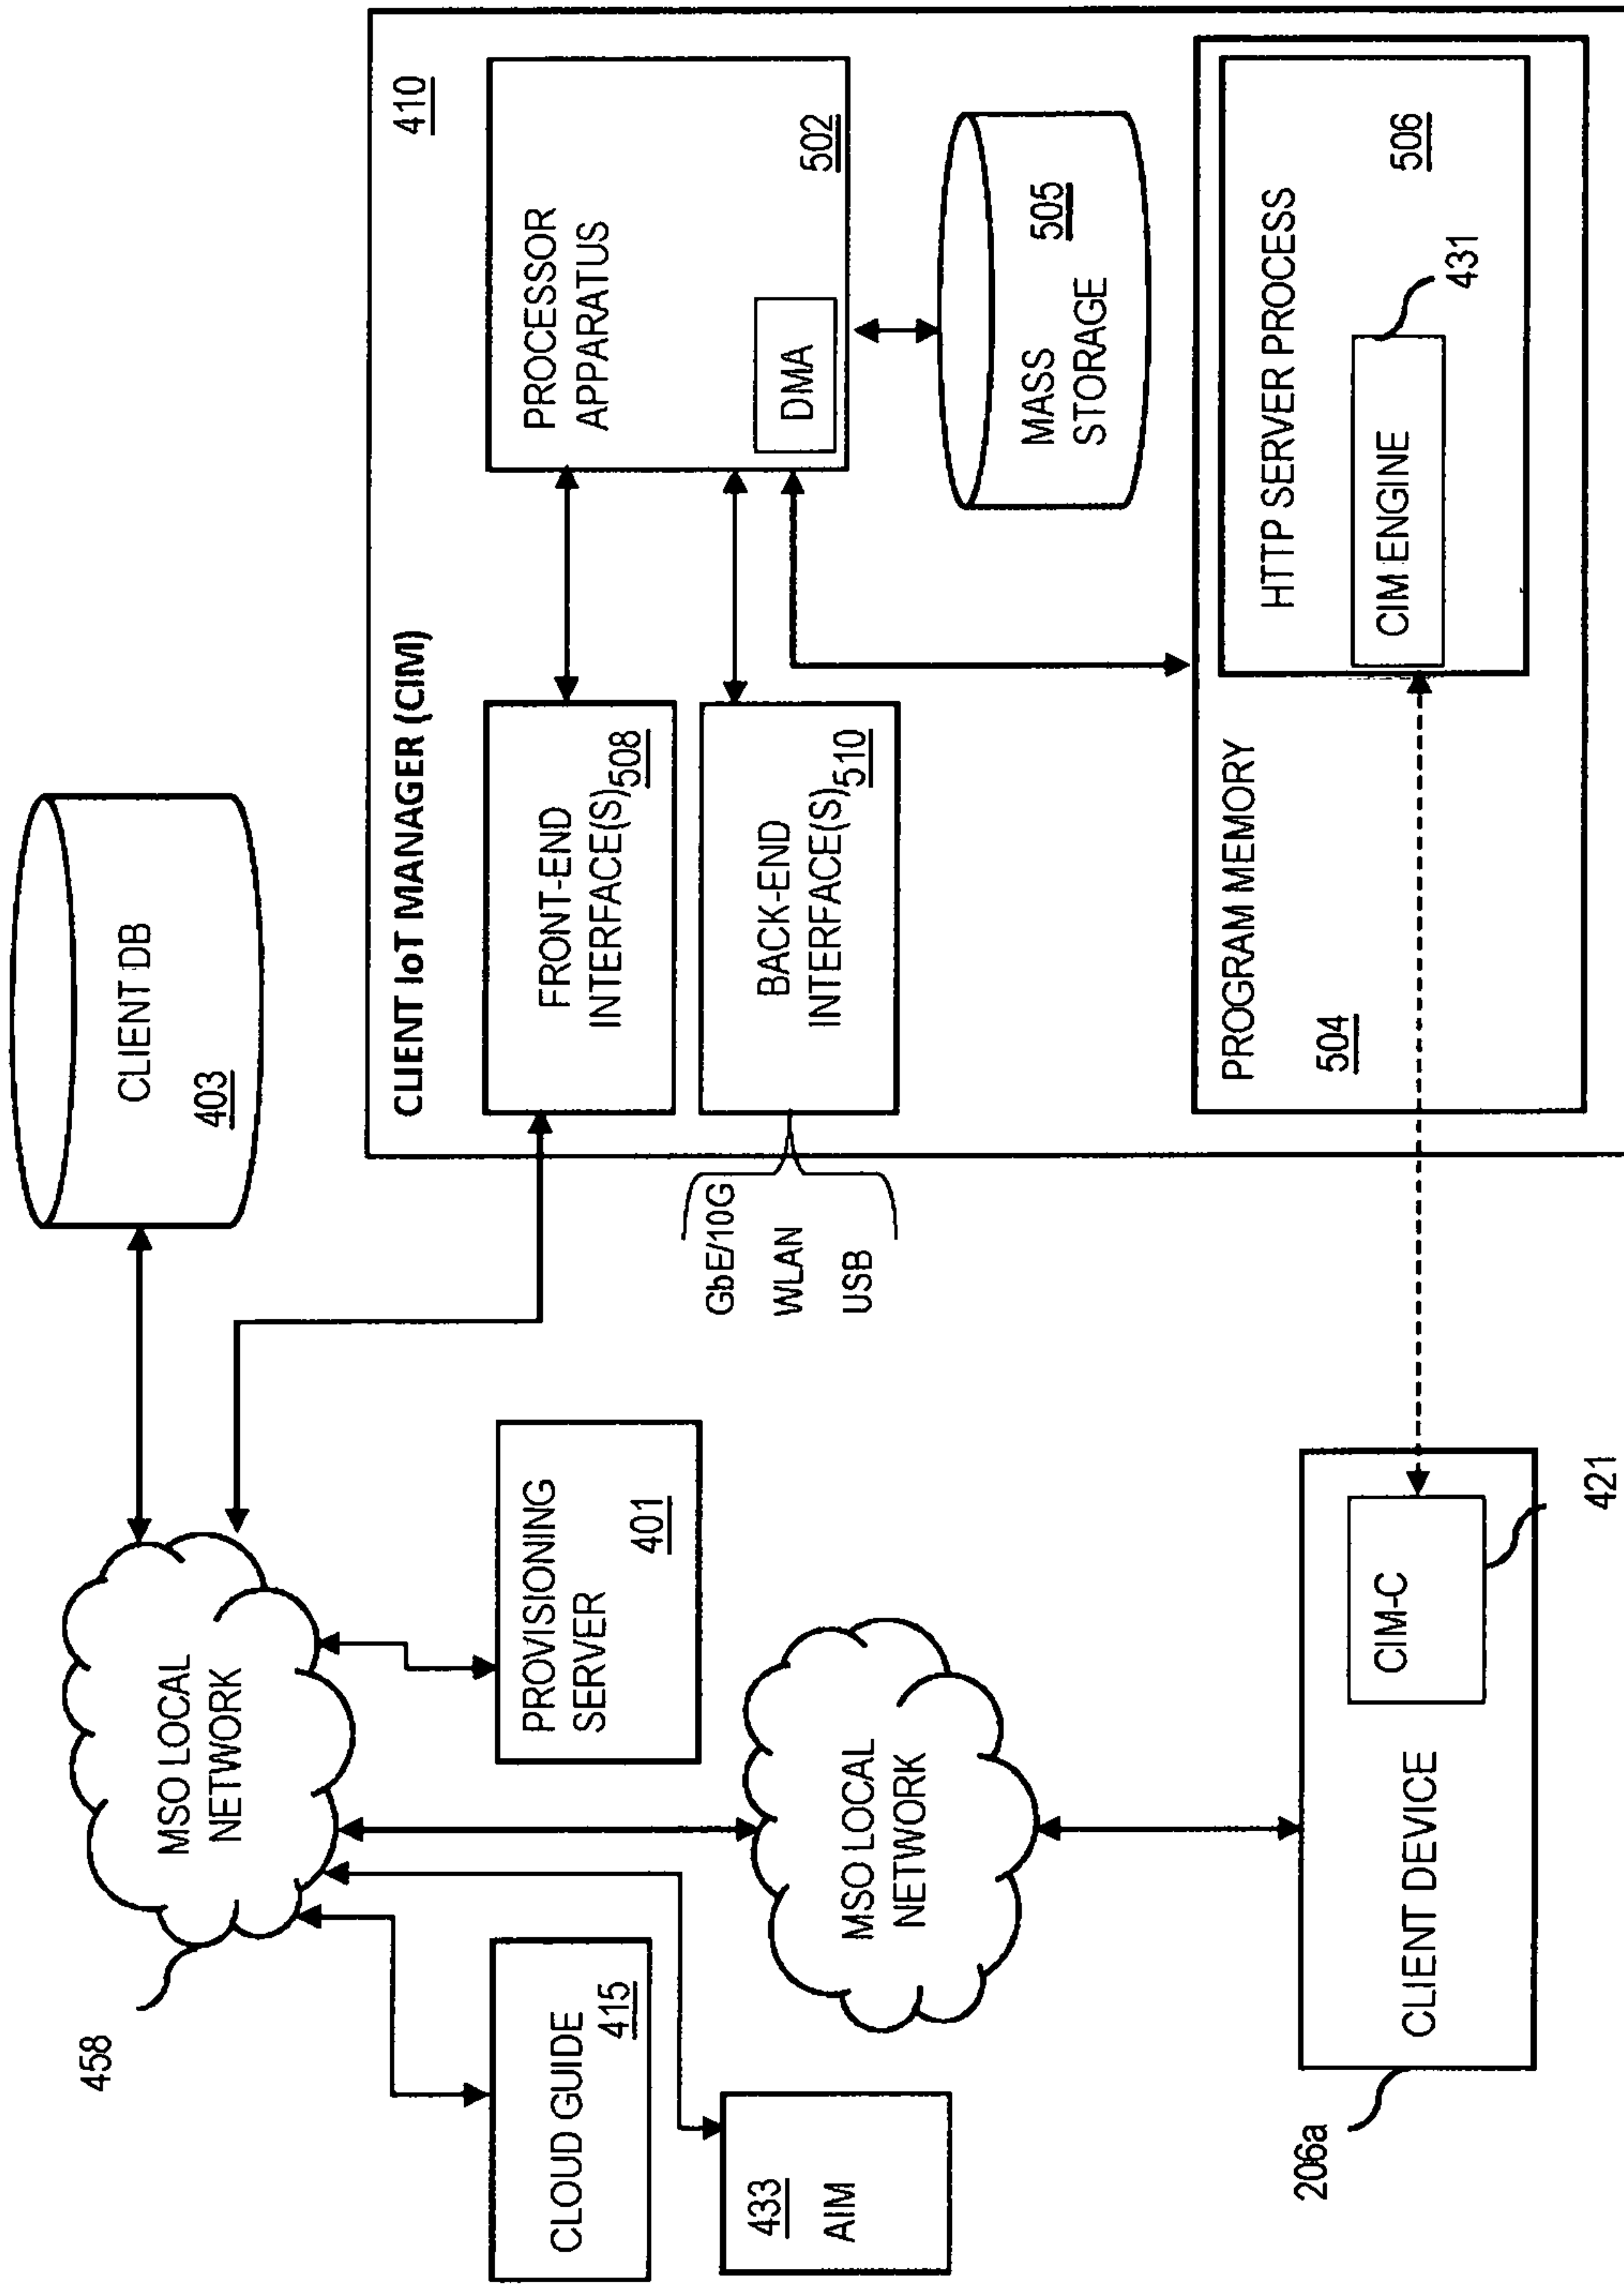 458
MSO LOCAL
NETWORK
CLIENT DB
403
CLOUD GUIDE
415
433
AIM
PROVISIONING
SERVER
401
MSO LOCAL
NETWORK
206a
CLIENT DEVICE
CIM-C
421
CLIENT IoT MANAGER (CIM)
410
FRONT-END
INTERFACE(S)
508
BACK-END
INTERFACE(S)
510
GbE/10G
WLAN
USB
PROCESSOR
APPARATUS
502
DMA
MASS
STORAGE
505
PROGRAM MEMORY
504
HTTP SERVER PROCESS
506
CIM ENGINE
431